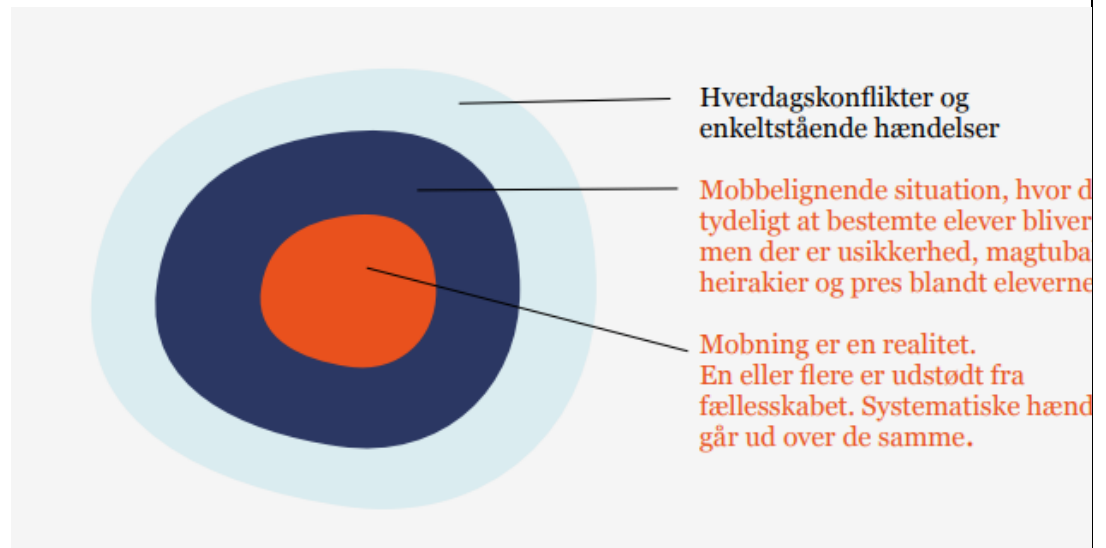 Hverdagskonflikter og
enkeltstående hændelser
Mobbelignende situation, hvor d
tydeligt at bestemte elever bliver
men der er usikkerhed, magtuba
heirakier og pres blandt eleverne
Mobning er en realitet.
En eller flere er udstødt fra
fællesskabet. Systematiske hænd
går ud over de samme.